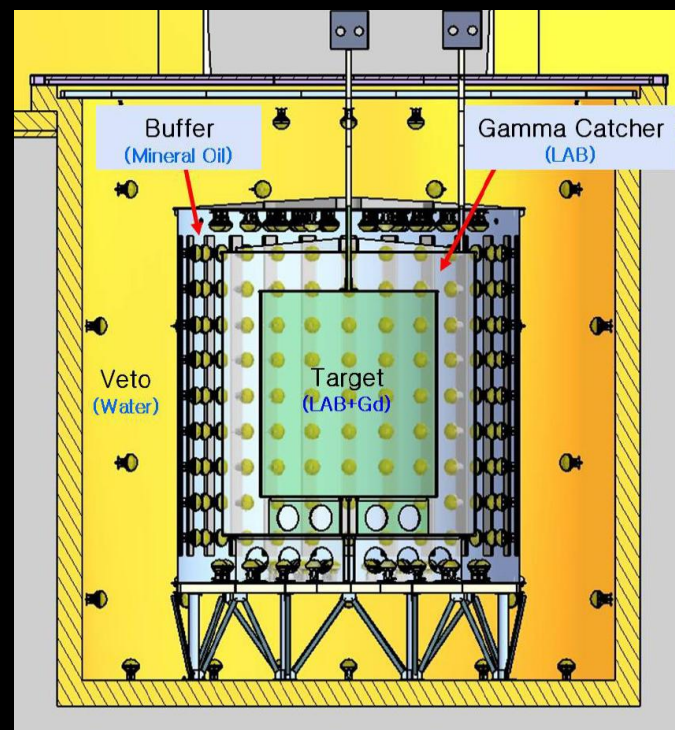 Buffer
(Mineral Oil)
Gamma Catcher
(LAB)
Veto
(Water)
Target
(LAB+Gd)